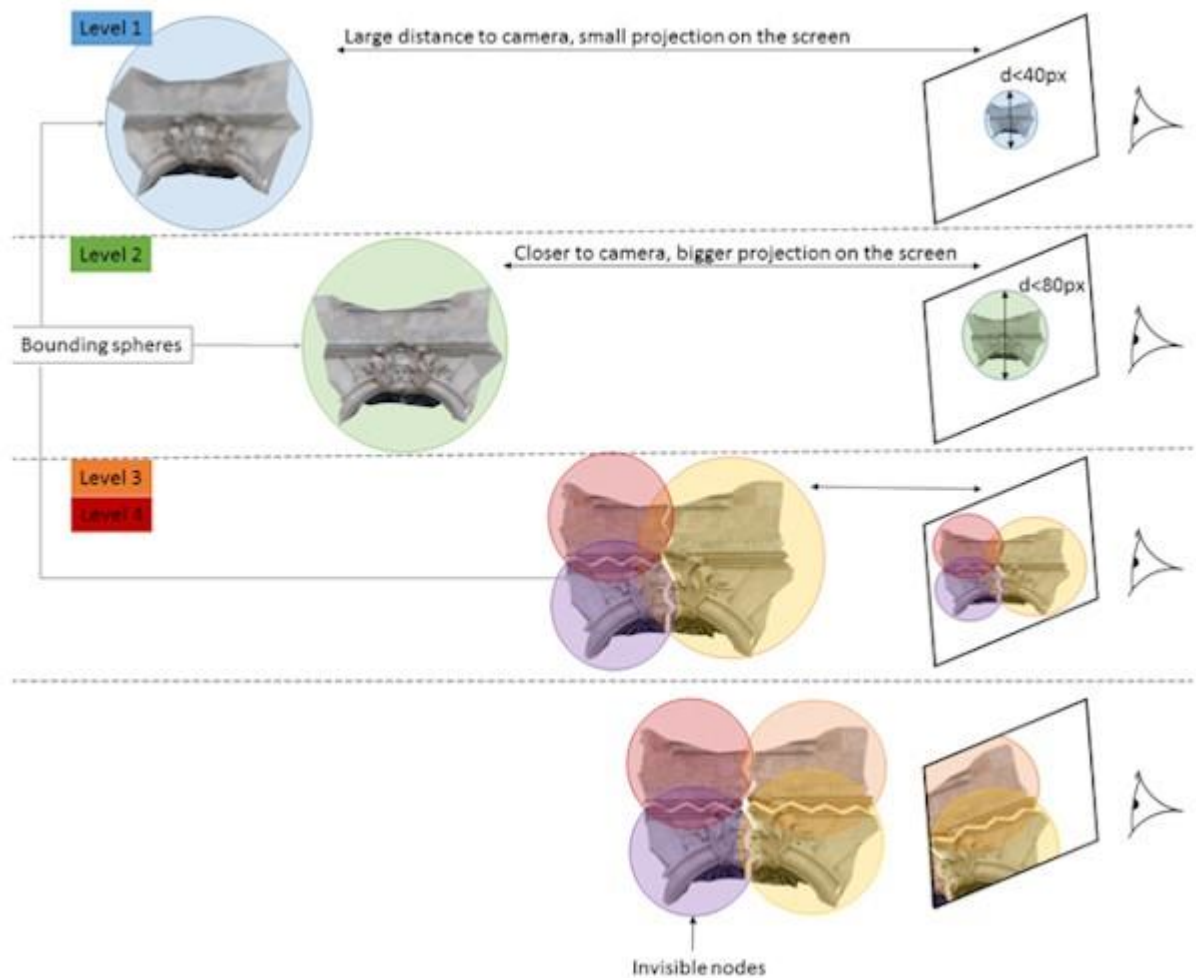 Level 1
Large distance to camera, small projection on the screen
d<40px
Level 2
Closer to camera, bigger projection on the screen
d<80px
Bounding spheres
Level 3
Level 4
Invisible nodes